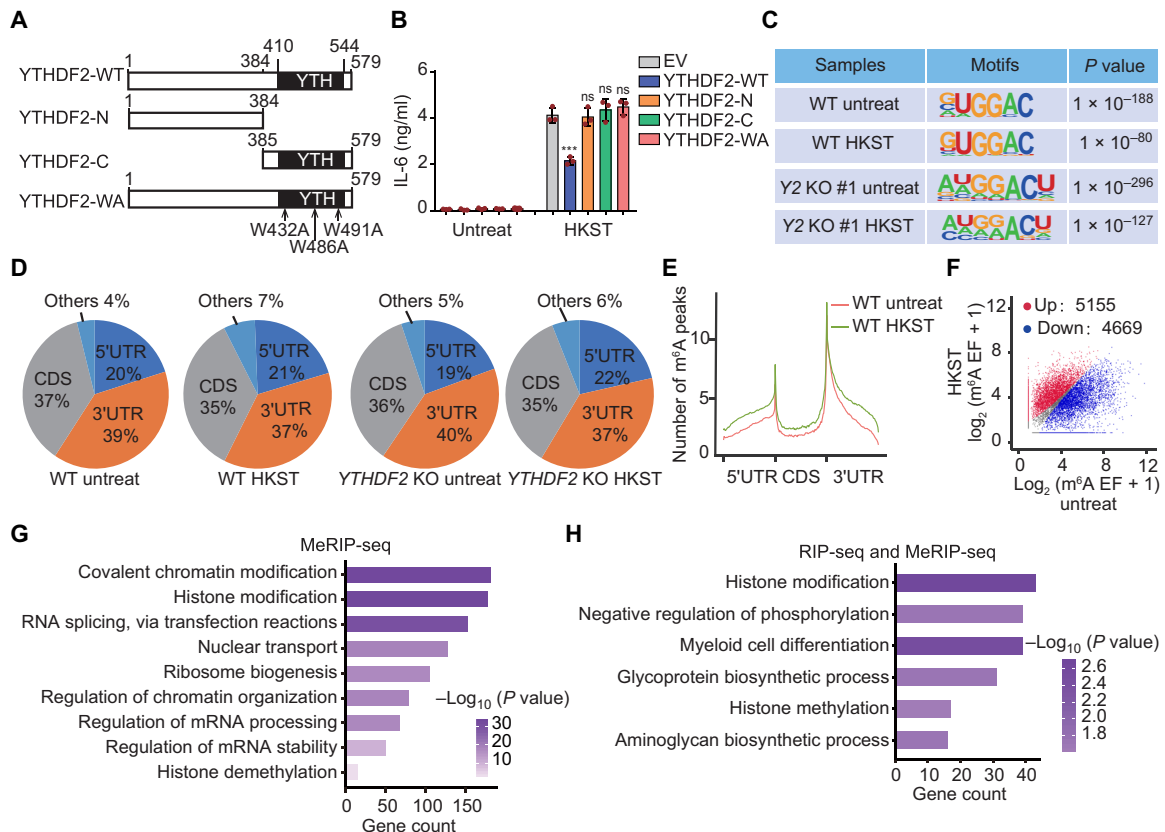 A
1
384
410
544
579
YTHDF2-WT
YTH
1
384
YTHDF2-N
385
579
YTHDF2-C
YTH
1
579
YTHDF2-WA
YTH
W432A
W486A
W491A
B
EV
YTHDF2-WT
YTHDF2-N
YTHDF2-C
YTHDF2-WA
IL-6 (ng/ml)
6
4
2
0
***
ns
ns
ns
Untreat
HKST
C
Samples Motifs P value
WT untreat 1 × 10⁻¹⁸⁸
WT HKST 1 × 10⁻⁸⁰
Y2 KO #1 untreat 1 × 10⁻²⁹⁶
Y2 KO #1 HKST 1 × 10⁻¹²⁷
D
Others 4%
5'UTR
20%
CDS
37%
3'UTR
39%
WT untreat
Others 7%
5'UTR
21%
CDS
35%
3'UTR
37%
WT HKST
Others 5%
5'UTR
19%
CDS
36%
3'UTR
40%
YTHDF2 KO untreat
Others 6%
5'UTR
22%
CDS
35%
3'UTR
37%
YTHDF2 KO HKST
E
WT untreat
WT HKST
Number of m⁶A peaks
10
5
0
5'UTR CDS 3'UTR
F
Up: 5155
Down: 4669
HKST
log₂ (m⁶A EF + 1)
12
8
4
0
0 4 8 12
Log₂ (m⁶A EF + 1)
untreat
G
MeRIP-seq
Covalent chromatin modification
Histone modification
RNA splicing, via transfection reactions
Nuclear transport
Ribosome biogenesis
Regulation of chromatin organization
Regulation of mRNA processing
Regulation of mRNA stability
Histone demethylation
0 50 100 150
Gene count
–Log₁₀ (P value)
30
20
10
H
RIP-seq and MeRIP-seq
Histone modification
Negative regulation of phosphorylation
Myeloid cell differentiation
Glycoprotein biosynthetic process
Histone methylation
Aminoglycan biosynthetic process
0 10 20 30 40
Gene count
–Log₁₀ (P value)
2.6
2.4
2.2
2.0
1.8